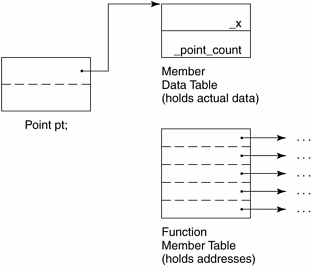 _x
_point_count
Member
Data Table
(holds actual data)
Point pt;
...
...
...
...
...
Function
Member Table
(holds addresses)